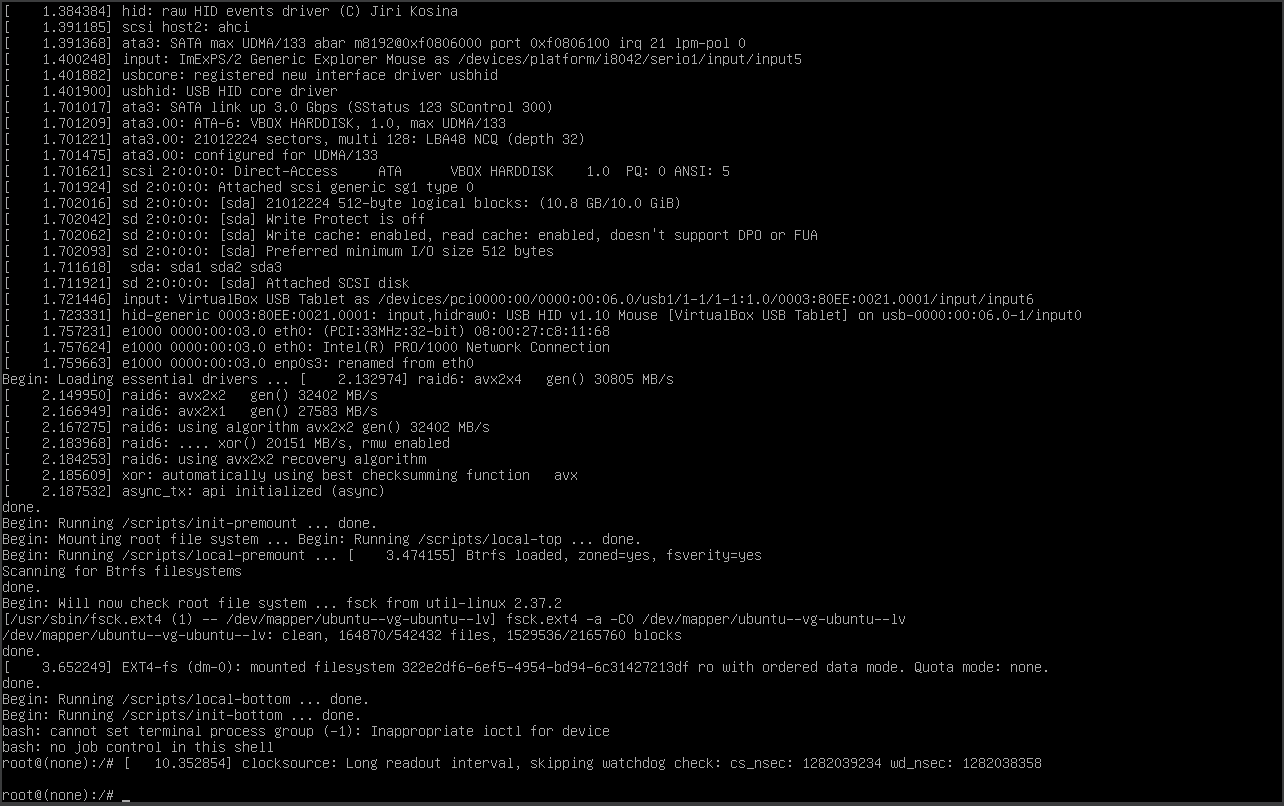 [    1.384384] hid: raw HID events driver (C) Jiri Kosina
[    1.391185] scsi host2: ahci
[    1.391368] ata3: SATA max UDMA/133 abar m8192@0xf0806000 port 0xf0806100 irq 21 lpm-pol 0
[    1.400248] input: ImExPS/2 Generic Explorer Mouse as /devices/platform/i8042/serio1/input/input5
[    1.401882] usbcore: registered new interface driver usbhid
[    1.401900] usbhid: USB HID core driver
[    1.701017] ata3: SATA link up 3.0 Gbps (SStatus 123 SControl 300)
[    1.701209] ata3.00: ATA-6: VBOX HARDDISK, 1.0, max UDMA/133
[    1.701221] ata3.00: 21012224 sectors, multi 128: LBA48 NCQ (depth 32)
[    1.701475] ata3.00: configured for UDMA/133
[    1.701621] scsi 2:0:0:0: Direct-Access     ATA      VBOX HARDDISK    1.0  PQ: 0 ANSI: 5
[    1.701924] sd 2:0:0:0: Attached scsi generic sg1 type 0
[    1.702016] sd 2:0:0:0: [sda] 21012224 512-byte logical blocks: (10.8 GB/10.0 GiB)
[    1.702042] sd 2:0:0:0: [sda] Write Protect is off
[    1.702062] sd 2:0:0:0: [sda] Write cache: enabled, read cache: enabled, doesn't support DPO or FUA
[    1.702093] sd 2:0:0:0: [sda] Preferred minimum I/O size 512 bytes
[    1.711618]  sda: sda1 sda2 sda3
[    1.711921] sd 2:0:0:0: [sda] Attached SCSI disk
[    1.721446] input: VirtualBox USB Tablet as /devices/pci0000:00/0000:00:06.0/usb1/1-1/1-1:1.0/0003:80EE:0021.0001/input/input6
[    1.723331] hid-generic 0003:80EE:0021.0001: input,hidraw0: USB HID v1.10 Mouse [VirtualBox USB Tablet] on usb-0000:00:06.0-1/input0
[    1.757231] e1000 0000:00:03.0 eth0: (PCI:33MHz:32-bit) 08:00:27:c8:11:68
[    1.757624] e1000 0000:00:03.0 eth0: Intel(R) PRO/1000 Network Connection
[    1.759663] e1000 0000:00:03.0 enp0s3: renamed from eth0
Begin: Loading essential drivers ... [    2.132974] raid6: avx2x4   gen() 30805 MB/s
[    2.149950] raid6: avx2x2   gen() 32402 MB/s
[    2.166949] raid6: avx2x1   gen() 27583 MB/s
[    2.167275] raid6: using algorithm avx2x2 gen() 32402 MB/s
[    2.183968] raid6: .... xor() 20151 MB/s, rmw enabled
[    2.184253] raid6: using avx2x2 recovery algorithm
[    2.185609] xor: automatically using best checksumming function   avx
[    2.187532] async_tx: api initialized (async)
done.
Begin: Running /scripts/init-premount ... done.
Begin: Mounting root file system ... Begin: Running /scripts/local-top ... done.
Begin: Running /scripts/local-premount ... [    3.474155] Btrfs loaded, zoned=yes, fsverity=yes
Scanning for Btrfs filesystems
done.
Begin: Will now check root file system ... fsck from util-linux 2.37.2
[/usr/sbin/fsck.ext4 (1) -- /dev/mapper/ubuntu--vg-ubuntu--lv] fsck.ext4 -a -C0 /dev/mapper/ubuntu--vg-ubuntu--lv
/dev/mapper/ubuntu--vg-ubuntu--lv: clean, 164870/542432 files, 1529536/2165760 blocks
done.
[    3.652249] EXT4-fs (dm-0): mounted filesystem 322e2df6-6ef5-4954-bd94-6c31427213df ro with ordered data mode. Quota mode: none.
done.
Begin: Running /scripts/local-bottom ... done.
Begin: Running /scripts/init-bottom ... done.
bash: cannot set terminal process group (-1): Inappropriate ioctl for device
bash: no job control in this shell
root@(none):/# [   10.352854] clocksource: Long readout interval, skipping watchdog check: cs_nsec: 1282039234 wd_nsec: 1282038358
root@(none):/# _